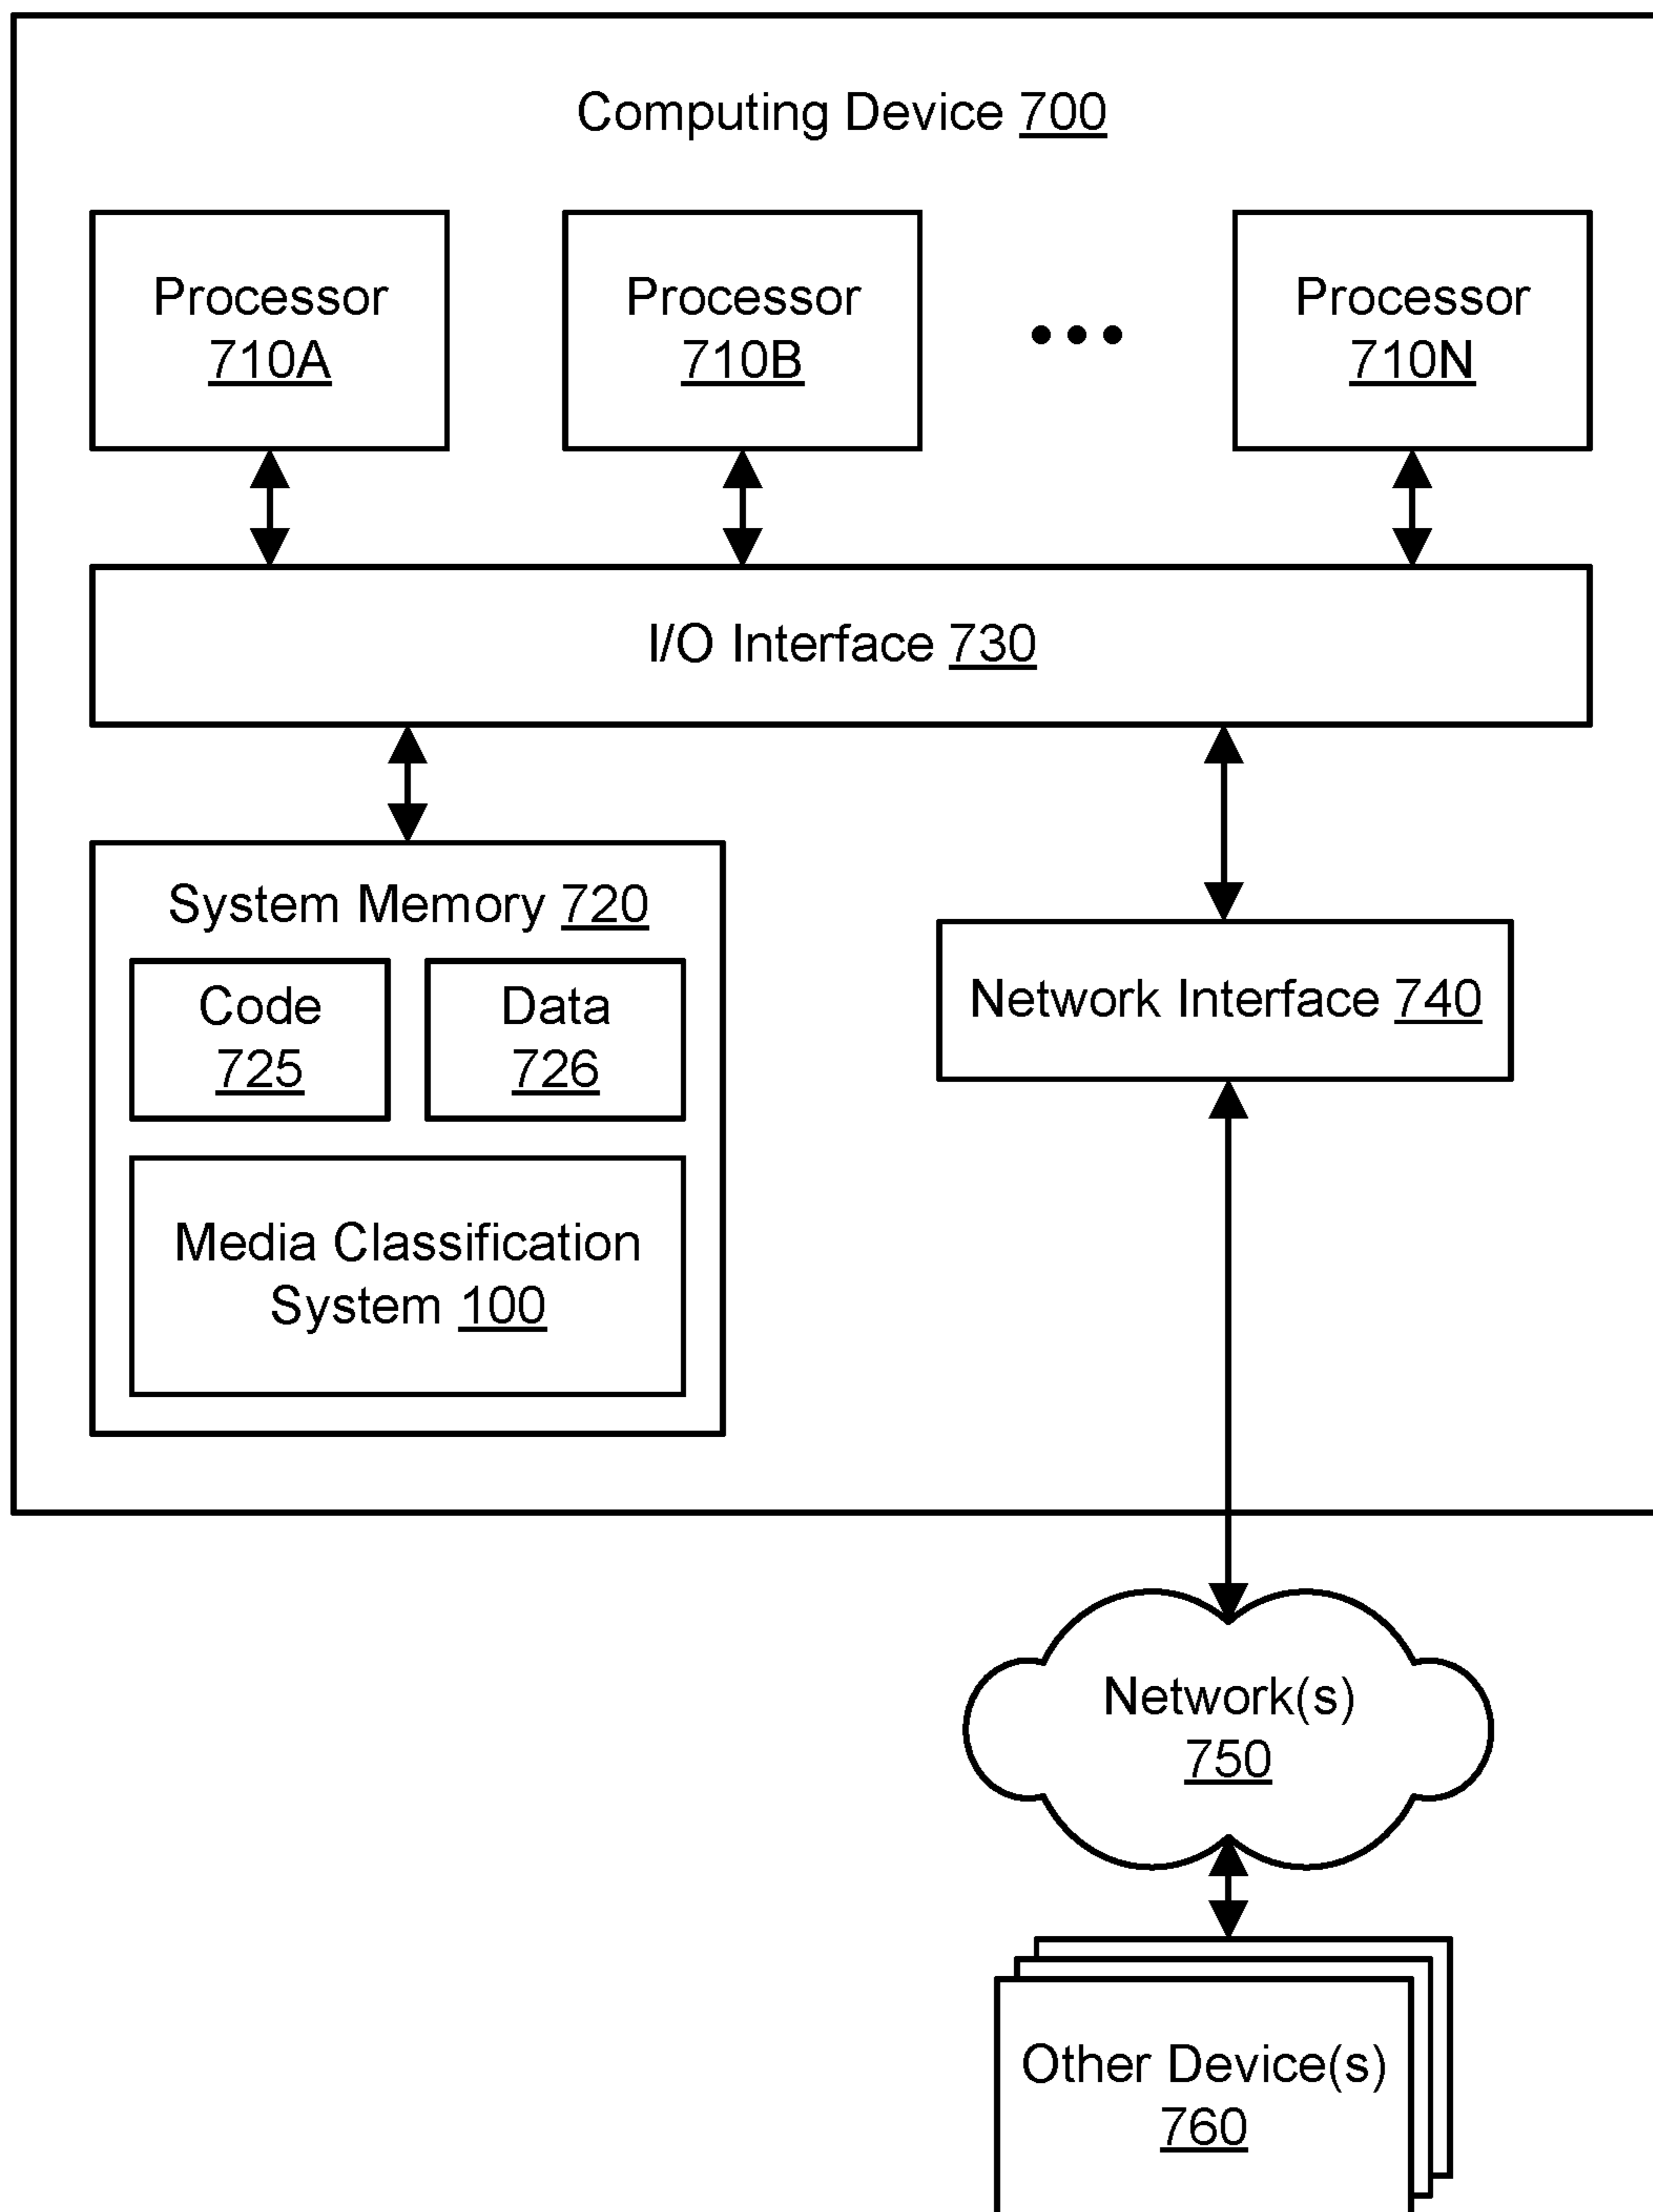 Computing Device 700
Processor
710A
Processor
710B
Processor
710N
I/O Interface 730
System Memory 720
Code
725
Data
726
Media Classification
System 100
Network Interface 740
Network(s)
750
Other Device(s)
760